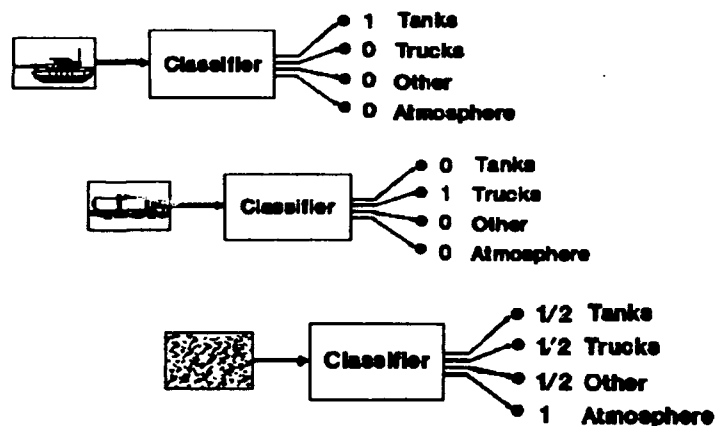 1 Tanks
0 Trucks
Classifier
0 Other
0 Atmosphere
0 Tanks
1 Trucks
Classifier
0 Other
0 Atmosphere
1/2 Tanks
1/2 Trucks
Classifier
1/2 Other
1 Atmosphere